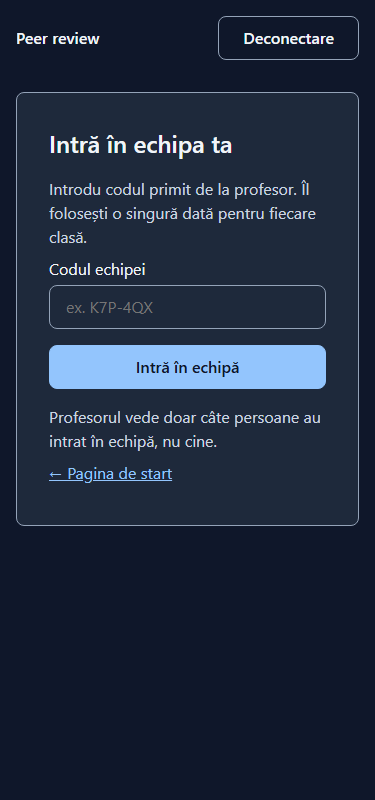 Peer review
Deconectare
Intră în echipa ta
Introdu codul primit de la profesor. Îl
folosești o singură dată pentru fiecare
clasă.
Codul echipei
ex. K7P-4QX
Intră în echipă
Profesorul vede doar câte persoane au
intrat în echipă, nu cine.
← Pagina de start